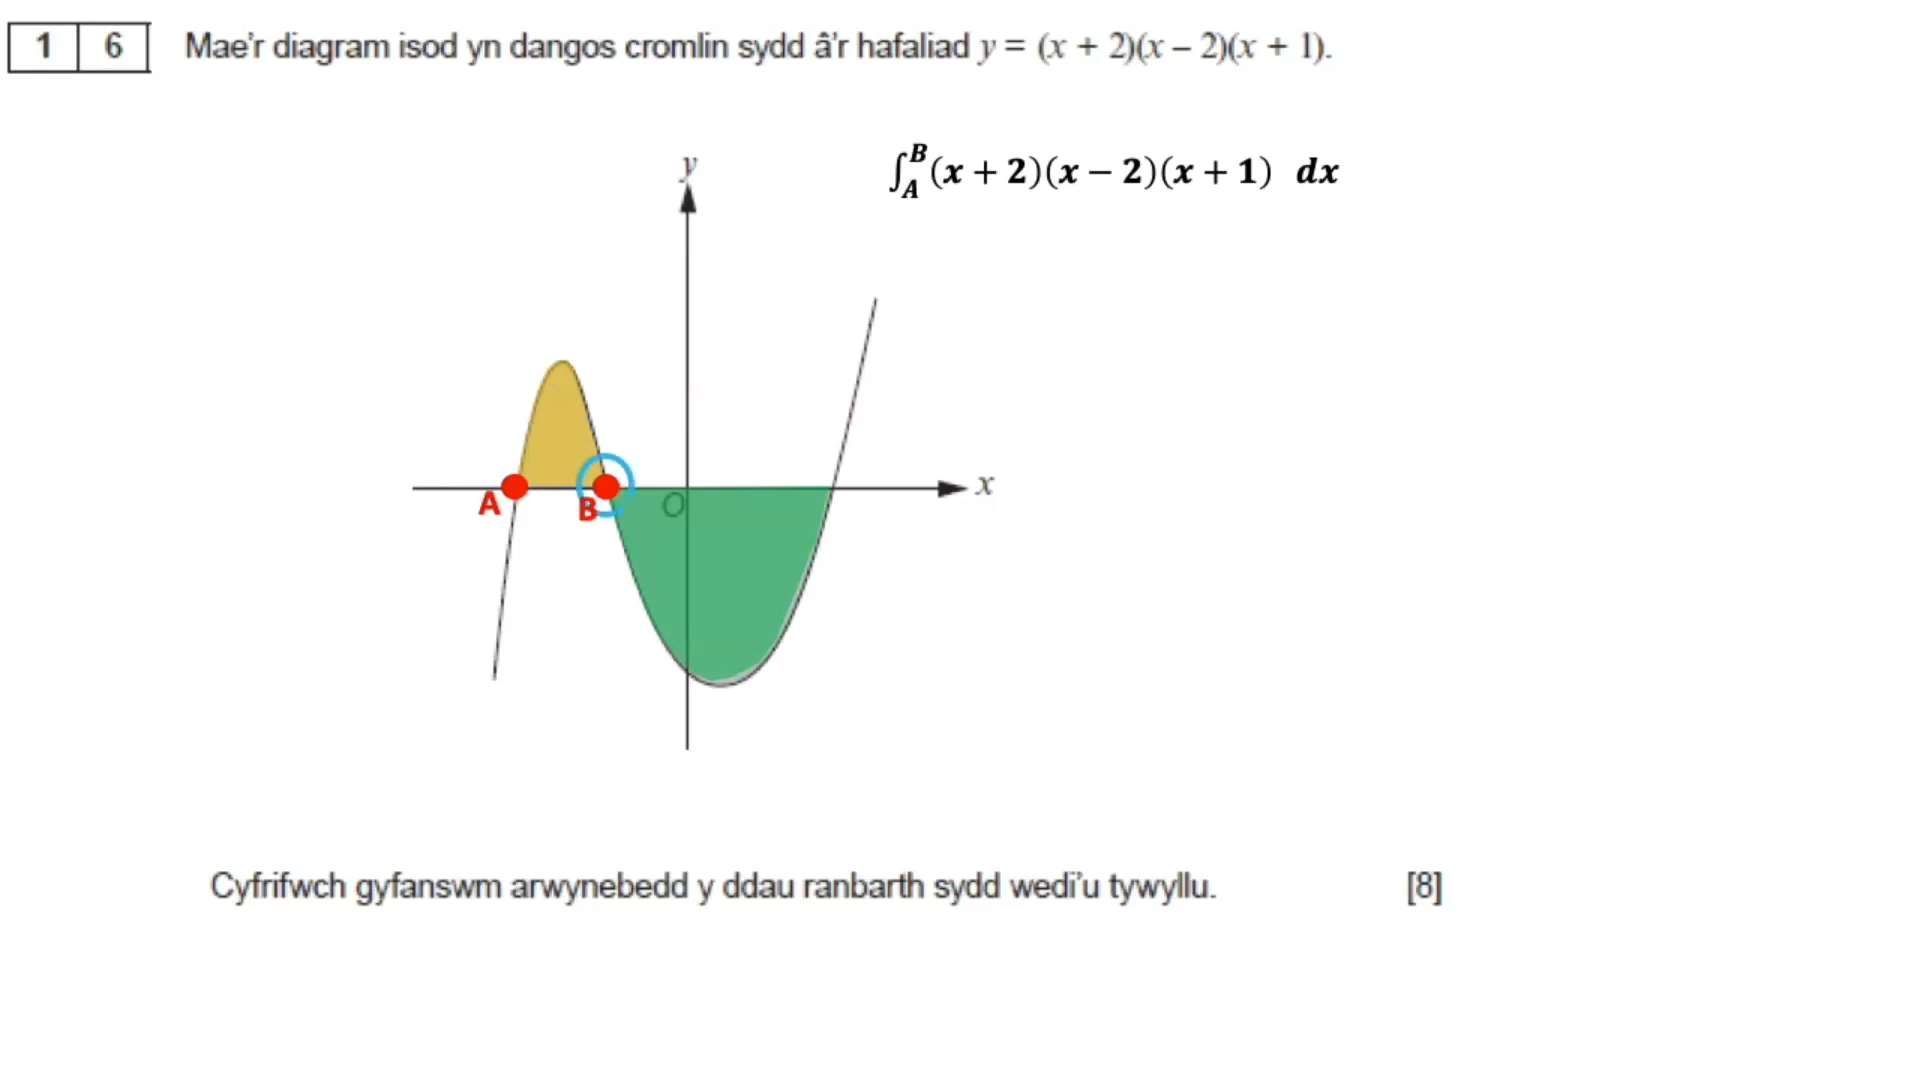 1 6 Mae'r diagram isod yn dangos cromlin sydd â'r hafaliad y = (x + 2)(x – 2)(x + 1).
∫_A^B (x + 2)(x − 2)(x + 1) dx
y
x
A
B
O
Cyfrifwch gyfanswm arwynebedd y ddau ranbarth sydd wedi'u tywyllu. [8]